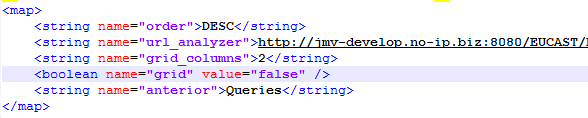 <map>
<string name="order">DESC</string>
<string name="url_analyzer">http://jmv-develop.no-ip.biz:8080/EUCAST/
<string name="grid_columns">2</string>
<boolean name="grid" value="false" />
<string name="anterior">Queries</string>
</map>